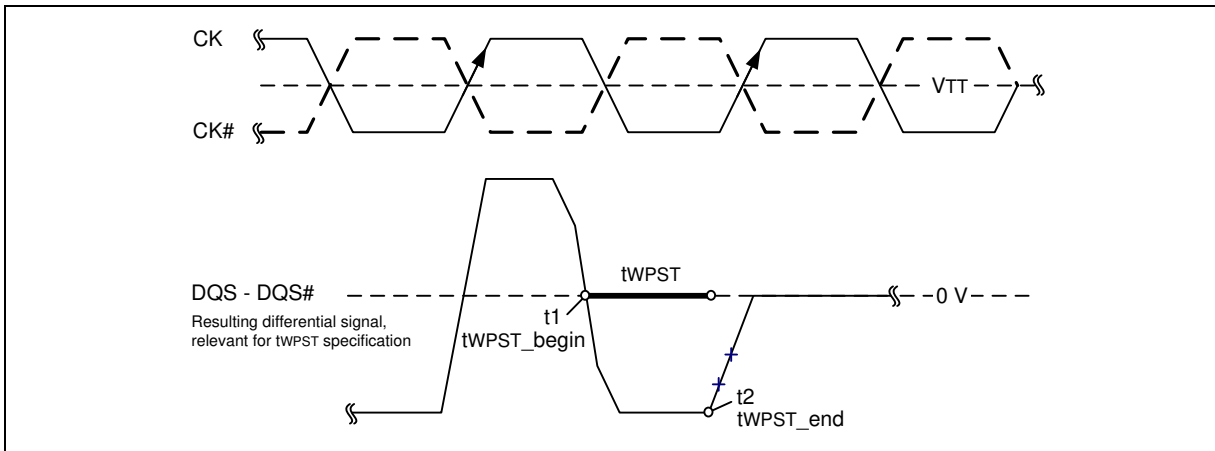 CK
VTT
CK#
tWPST
DQS - DQS#
0 V
Resulting differential signal,
relevant for tWPST specification
t1
tWPST_begin
t2
tWPST_end